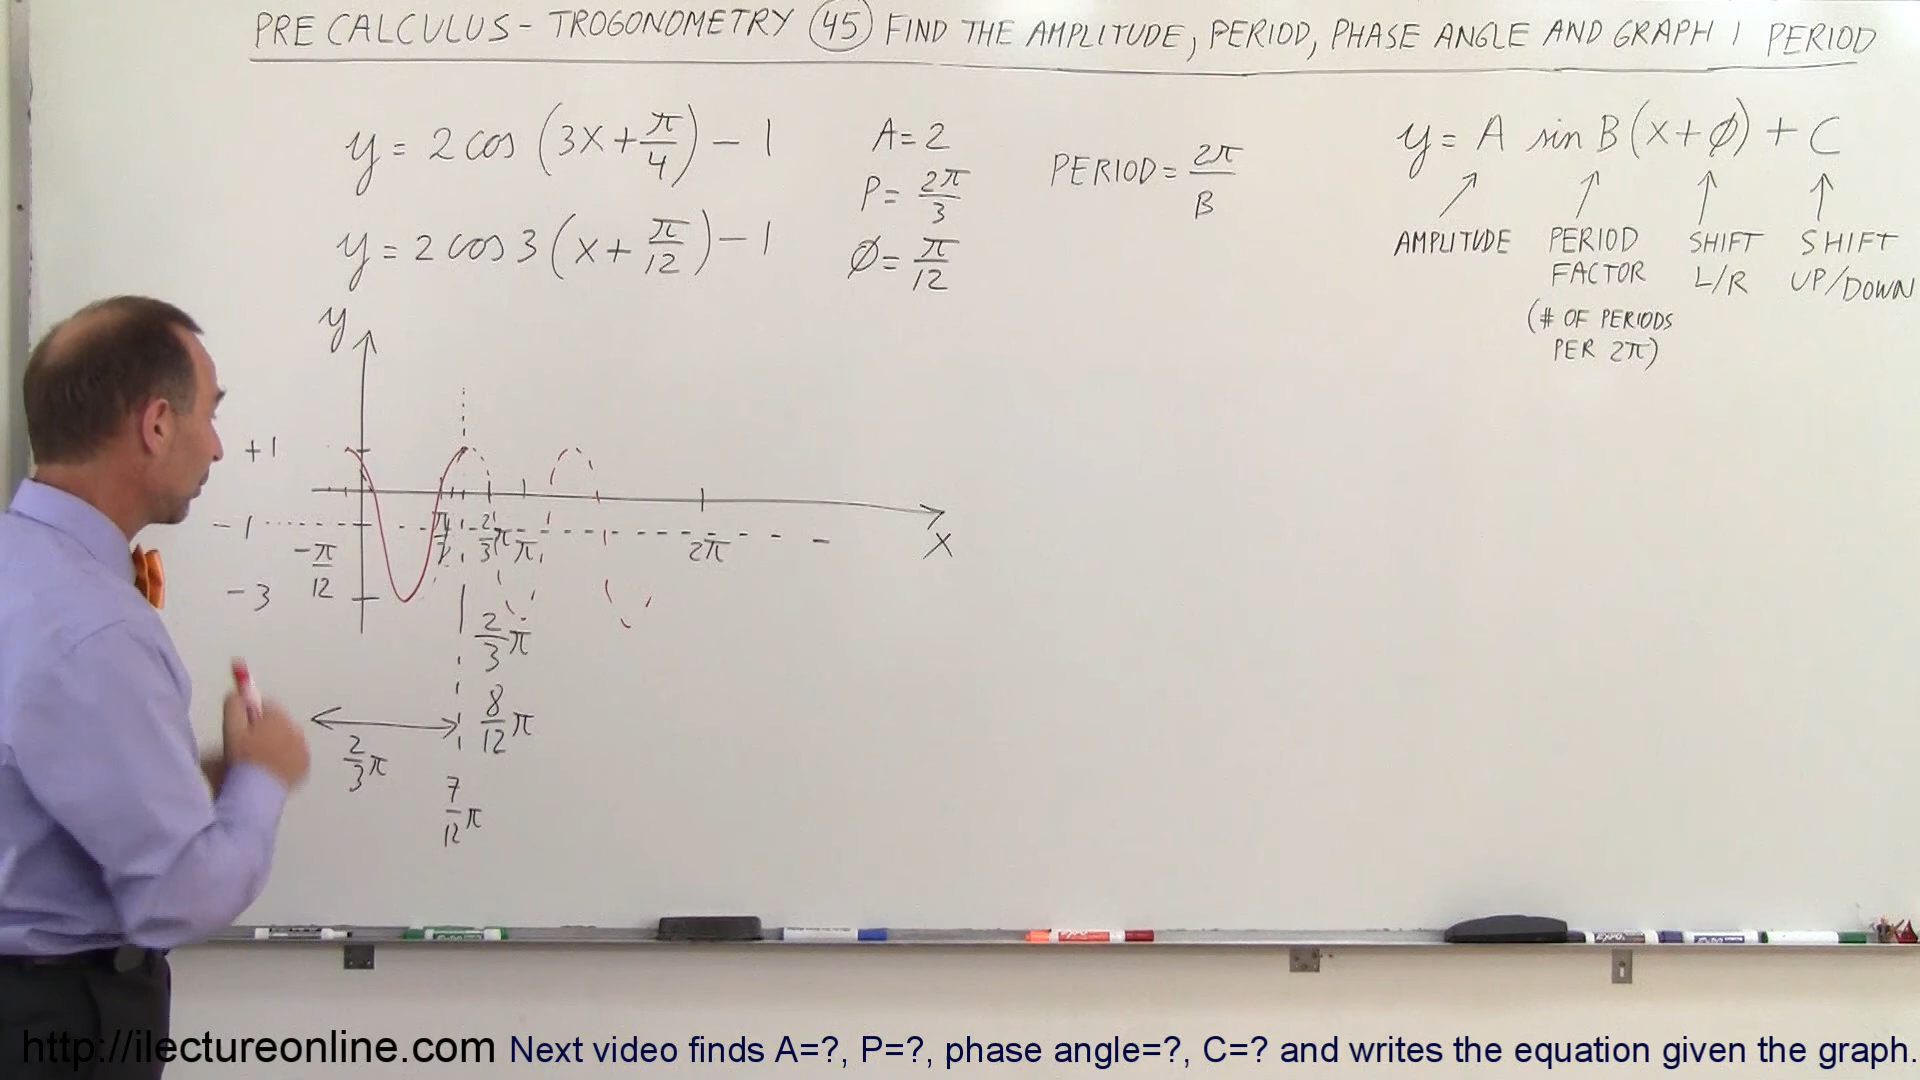 PRE CALCULUS - TROGONOMETRY 45 FIND THE AMPLITUDE, PERIOD, PHASE ANGLE AND GRAPH 1 PERIOD
y = 2 cos (3x + π/4) - 1
A = 2
P = 2π/3
φ = π/12
PERIOD = 2π/B
y = A sin B (x + φ) + C
y = 2 cos 3 (x + π/12) - 1
AMPLITUDE
PERIOD FACTOR
(# OF PERIODS
PER 2π)
SHIFT L/R
SHIFT UP/DOWN
y
+1
-1
-3
-π/12
2/3 π
π
2π
x
2/3 π
8/12 π
2/3 π
7/12 π
http://ilectureonline.com Next video finds A=?, P=?, phase angle=?, C=? and writes the equation given the graph.